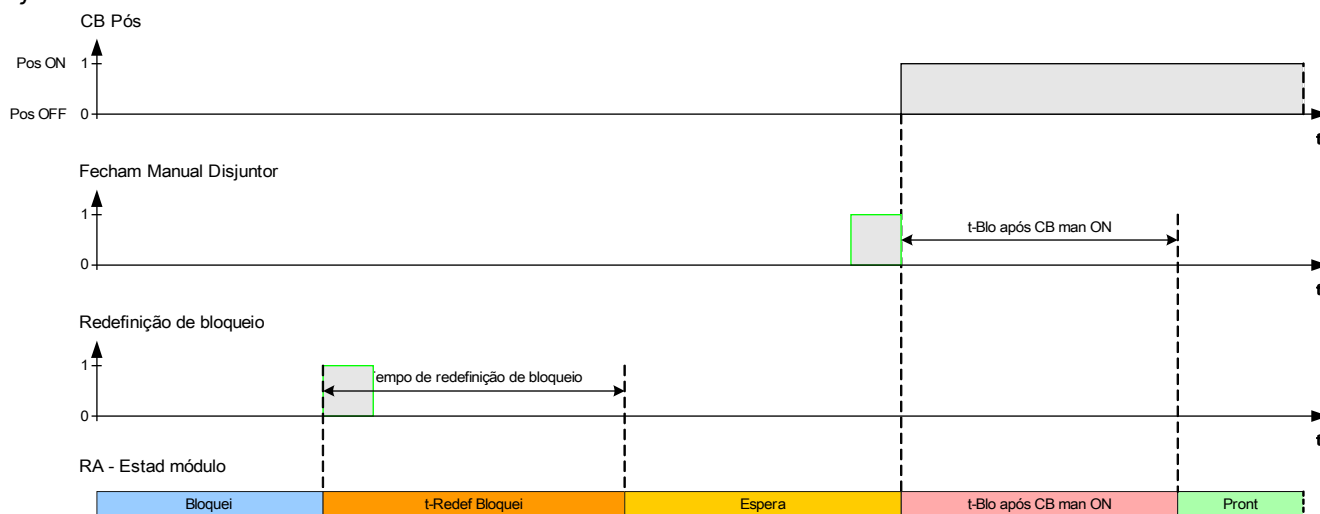 CB Pós
Pos ON 1
Pos OFF 0
t
Fecham Manual Disjuntor
1
t-Blo após CB man ON
0
t
Redefinição de bloqueio
1
empo de redefinição de bloqueio
0
t
RA - Estad módulo
Bloquei t-Redef Bloquei Espera t-Blo após CB man ON Pront